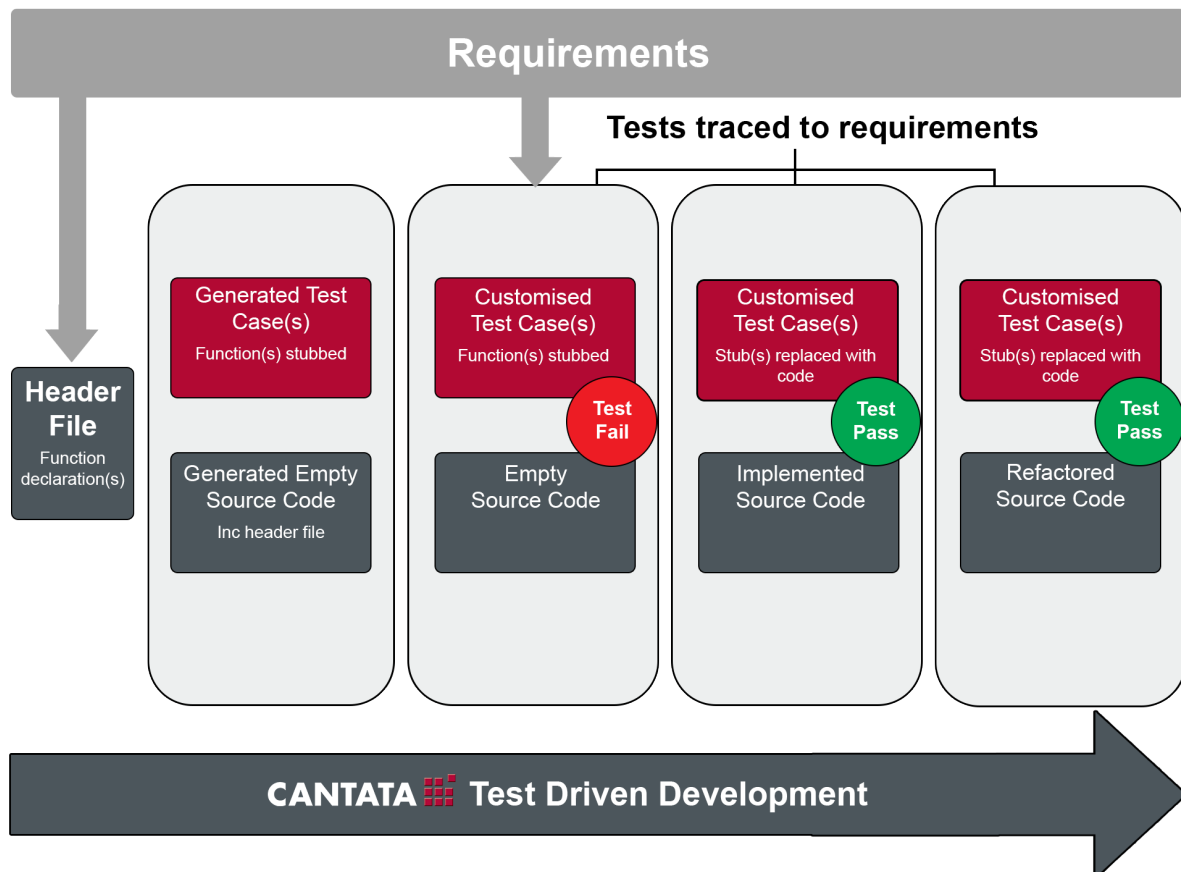 Requirements
Tests traced to requirements
Header
File
Function
declaration(s)
Generated Test
Case(s)
Function(s) stubbed
Generated Empty
Source Code
Inc header file
Customised
Test Case(s)
Function(s) stubbed
Test
Fail
Empty
Source Code
Customised
Test Case(s)
Stub(s) replaced with
code
Test
Pass
Implemented
Source Code
Customised
Test Case(s)
Stub(s) replaced with
code
Test
Pass
Refactored
Source Code
CANTATA Test Driven Development